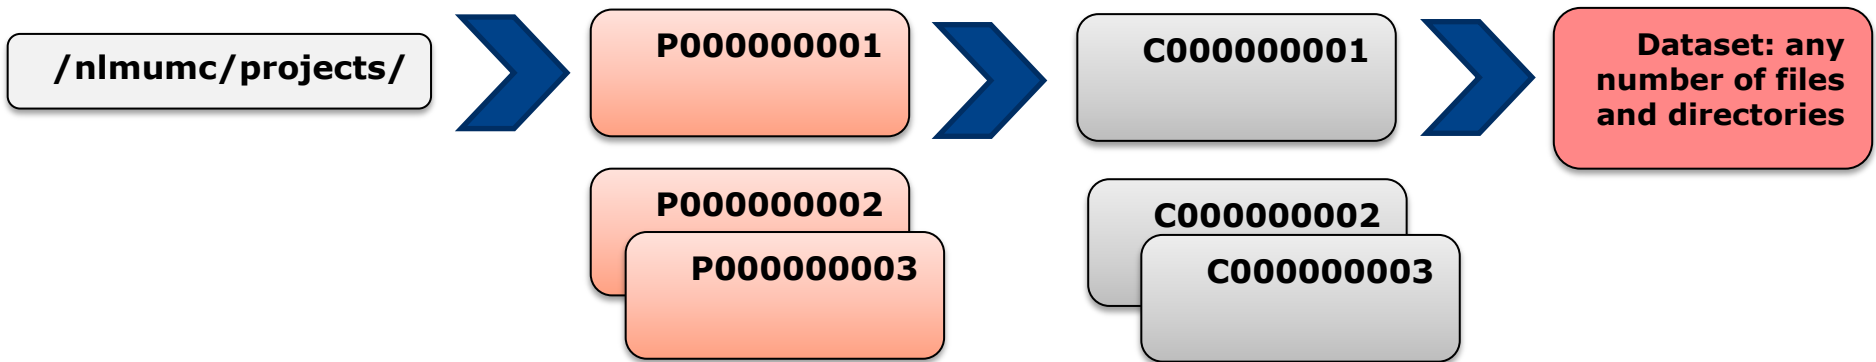 /nlmumc/projects/
P000000001
C000000001
Dataset: any
number of files
and directories
P000000002
P000000003
C000000002
C000000003